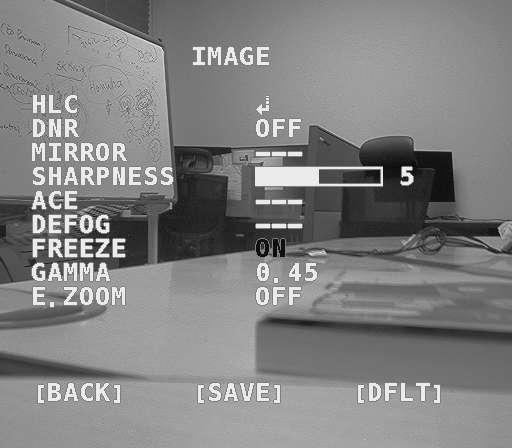 IMAGE
HLC ↲
DNR OFF
MIRROR ---
SHARPNESS 5
ACE ---
DEFOG ---
FREEZE ON
GAMMA 0.45
E.ZOOM OFF
[BACK] [SAVE] [DFLT]